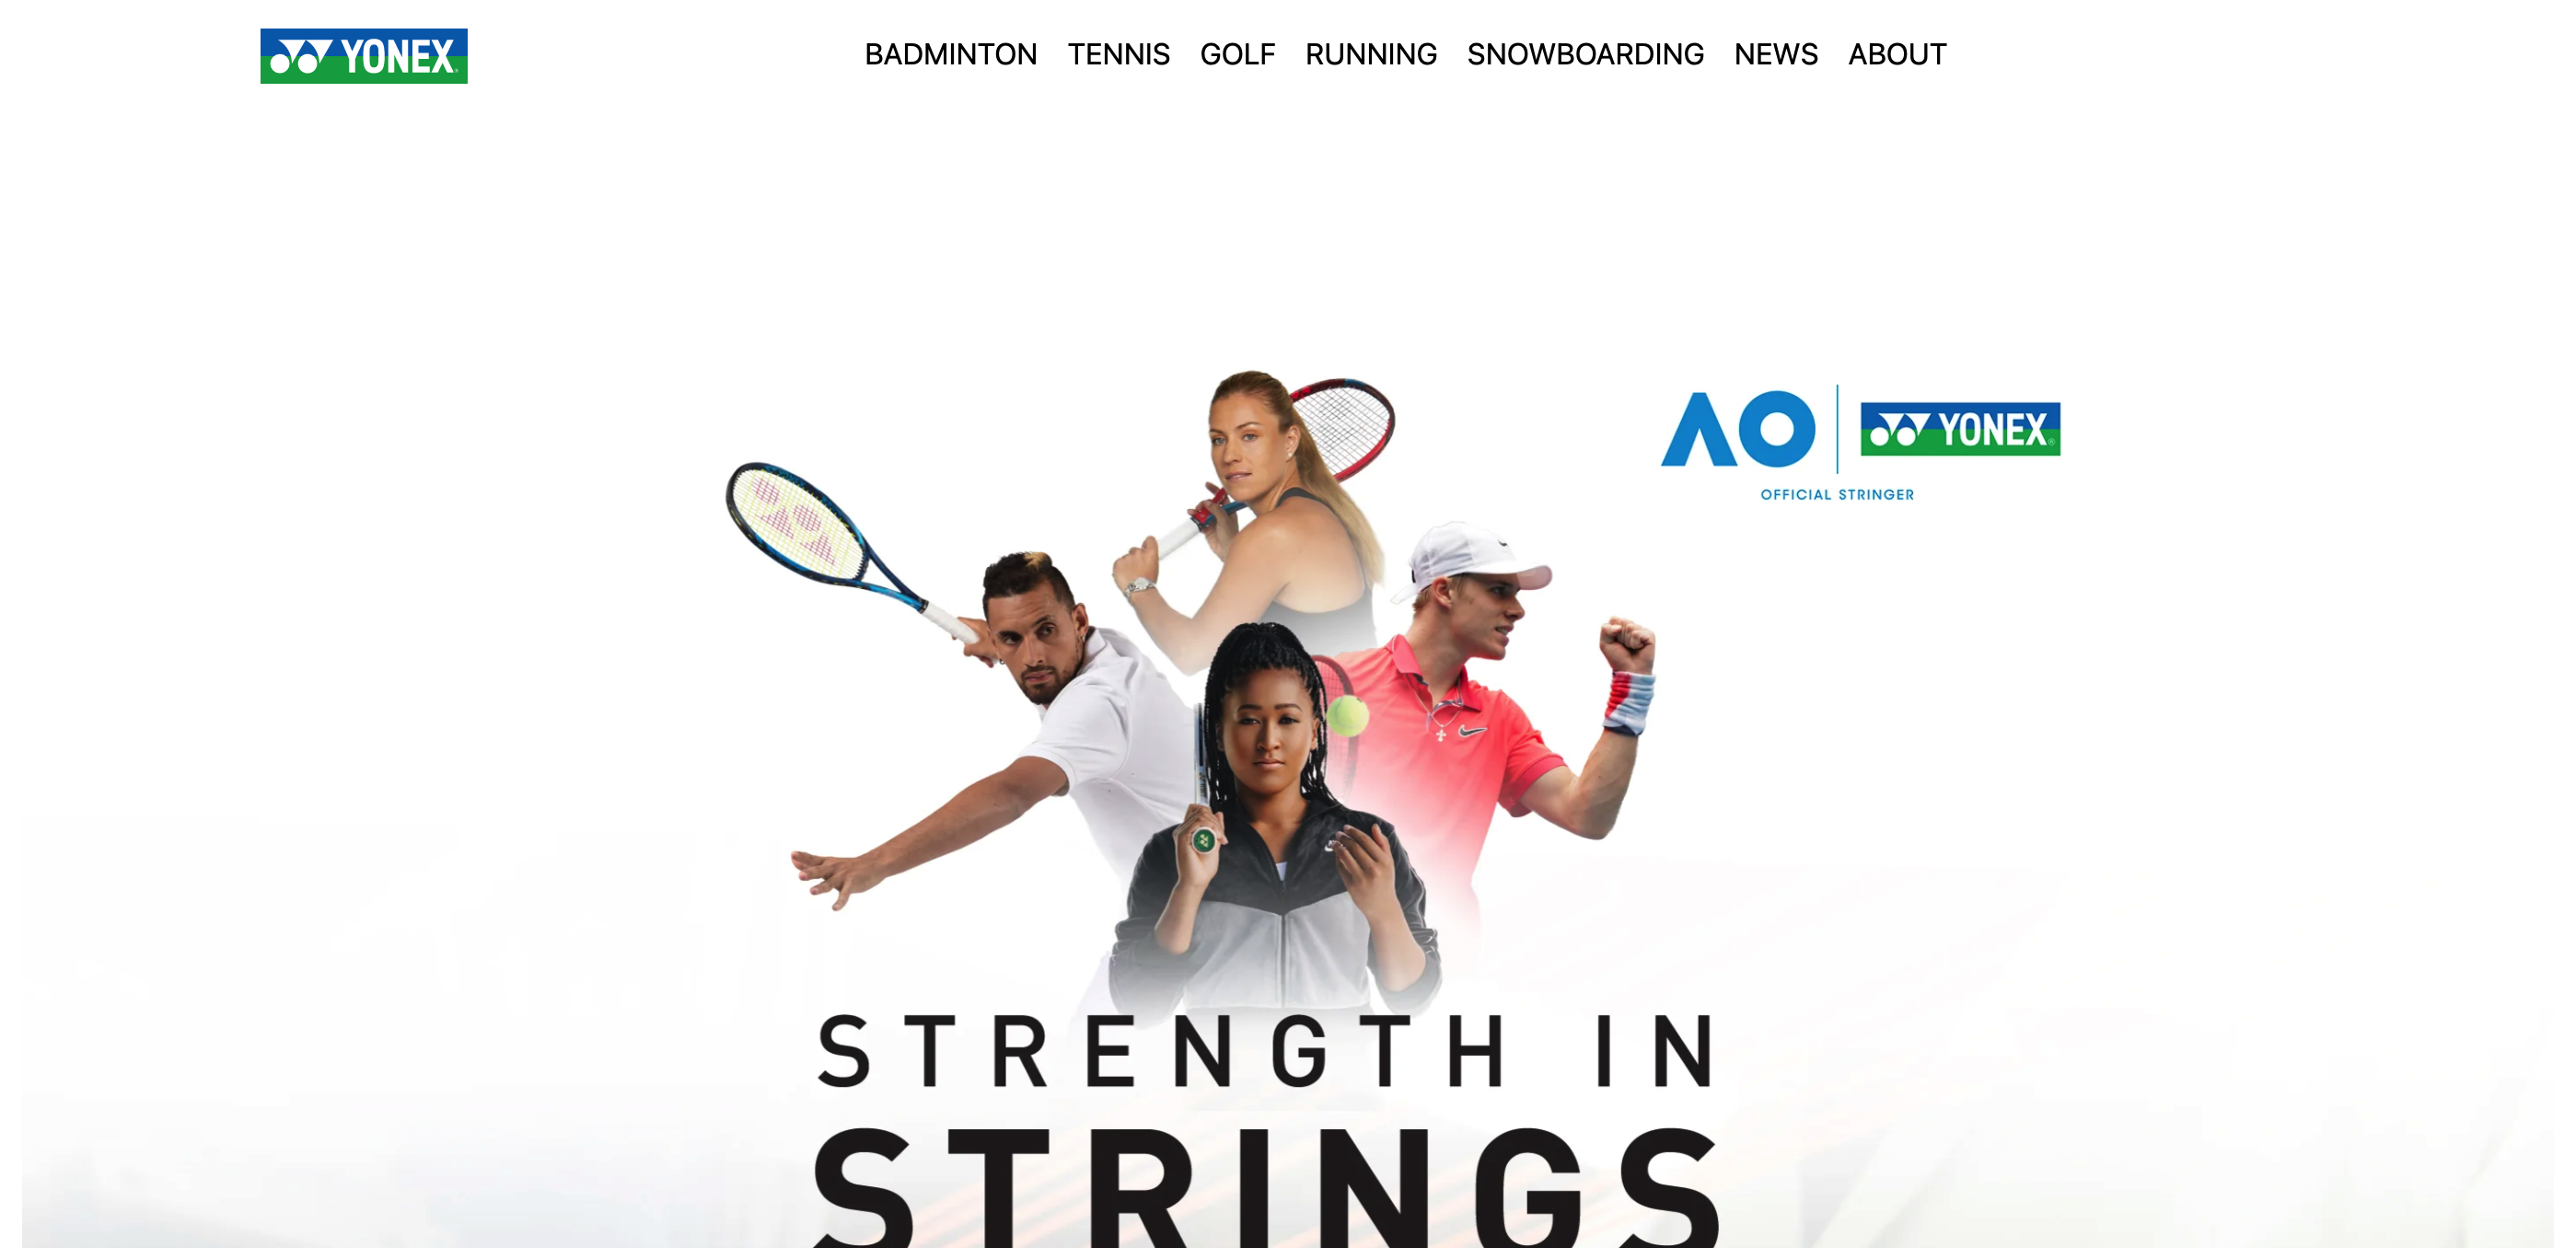 YONEX
BADMINTON TENNIS GOLF RUNNING SNOWBOARDING NEWS ABOUT
AO YONEX
OFFICIAL STRINGER
STRENGTH IN
STRINGS